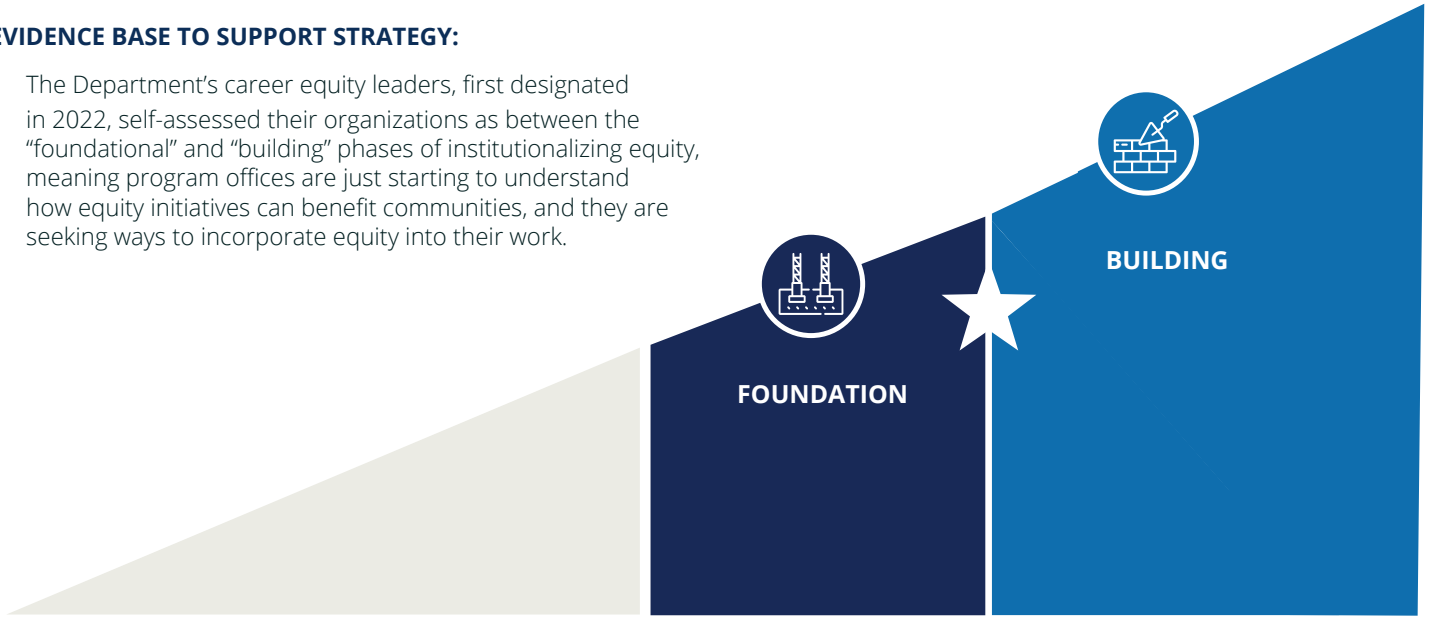 EVIDENCE BASE TO SUPPORT STRATEGY:
The Department’s career equity leaders, first designated
in 2022, self-assessed their organizations as between the
“foundational” and “building” phases of institutionalizing equity,
meaning program offices are just starting to understand
how equity initiatives can benefit communities, and they are
seeking ways to incorporate equity into their work.
BUILDING
FOUNDATION